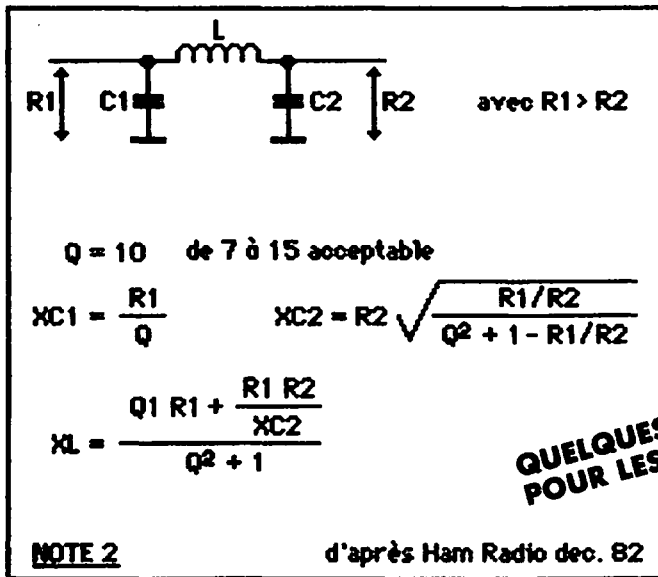 L
R1 C1 C2 R2 avec R1 > R2
Q = 10 de 7 à 15 acceptable
XC1 = R1 / Q XC2 = R2 √ (R1/R2) / (Q² + 1 - R1/R2)
XL = (Q1 R1 + R1 R2 / XC2) / (Q² + 1)
QUELQUES
POUR LES
NOTE 2 d'après Ham Radio dec. 82